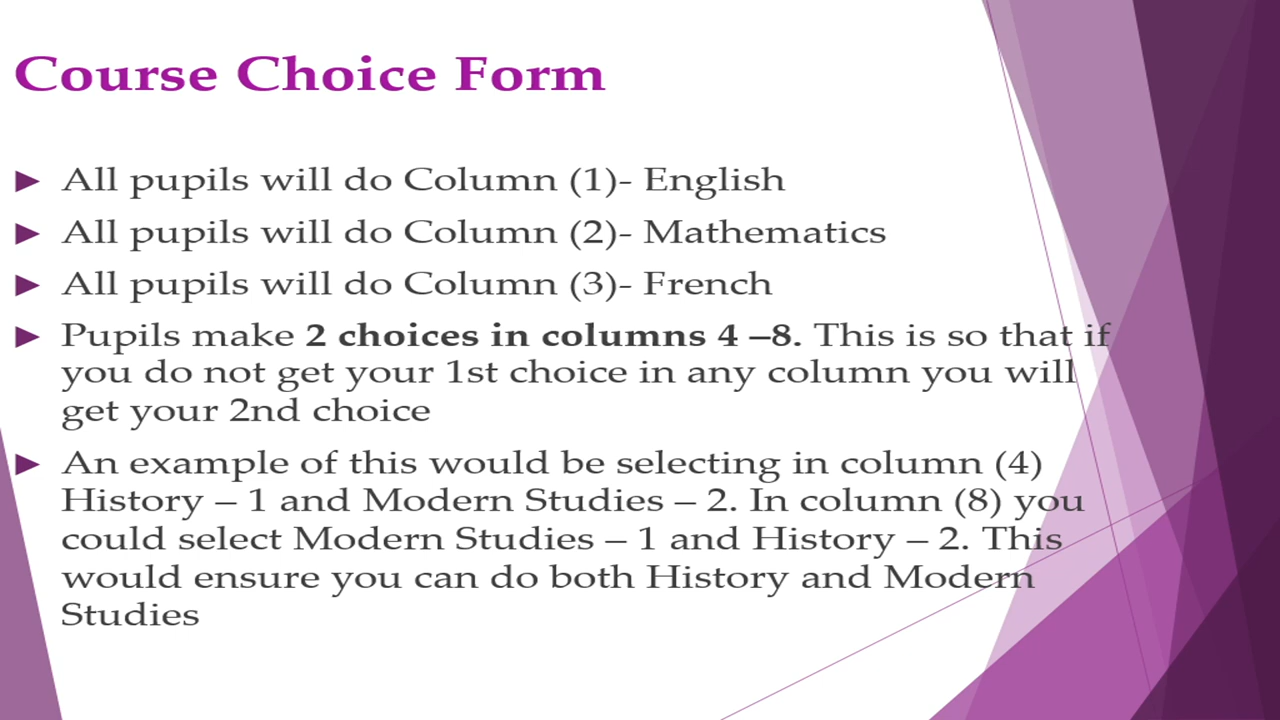 Course Choice Form
► All pupils will do Column (1)- English
► All pupils will do Column (2)- Mathematics
► All pupils will do Column (3)- French
► Pupils make 2 choices in columns 4 –8. This is so that if
you do not get your 1st choice in any column you will
get your 2nd choice
► An example of this would be selecting in column (4)
History – 1 and Modern Studies – 2. In column (8) you
could select Modern Studies – 1 and History – 2. This
would ensure you can do both History and Modern
Studies